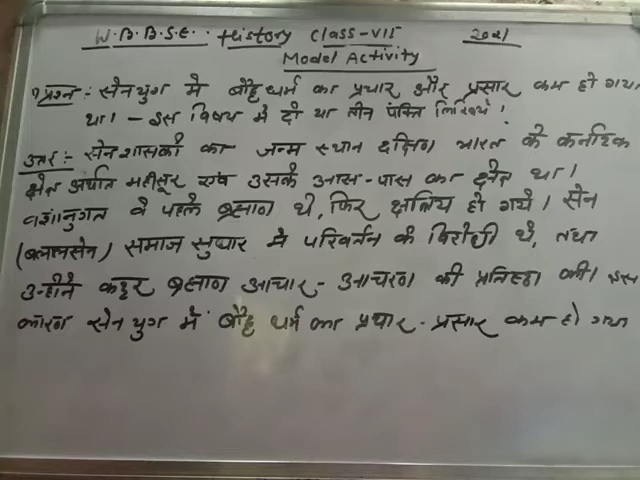 W.B.B.S.E. History Class-VII 2021
Model Activity
प्रश्न:- सेनयुग मे बौद्ध धर्म का प्रचार और प्रसार कम हो गया
था। - इस विषय मे दो या तीन पंक्ति लिखिये।
उत्तर:- सेन शासकों का जन्म स्थान दक्षिण भारत के कर्नाटक
क्षेत्र अर्थात महीसूर एवं उसके आस-पास का क्षेत्र था।
वंशानुगत वे पहले ब्राह्मण थे, फिर क्षत्रिय हो गये। सेन
(बल्लालसेन) समाज सुधार मे परिवर्तन के विरोधी थे, तथा
उन्होंने कट्टर ब्राह्मण आचार-आचरण की प्रतिष्ठा की। इस
कारण सेन युग में बौद्ध धर्म का प्रचार-प्रसार कम हो गया